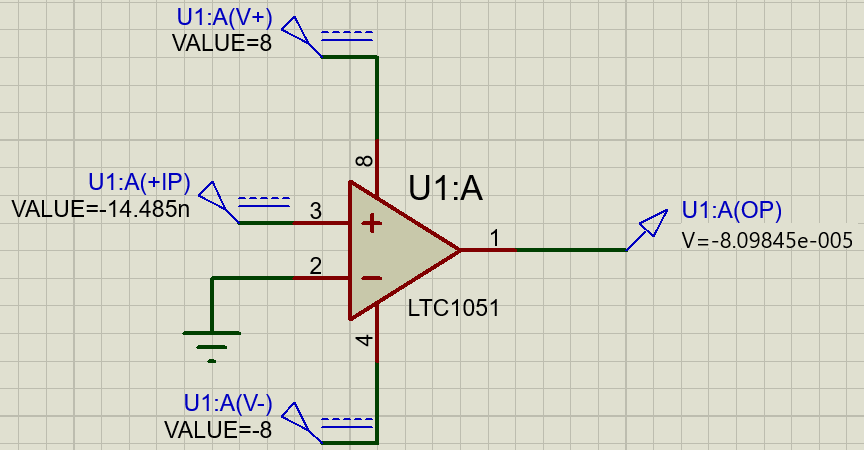 U1:A(V+)
VALUE=8
8
U1:A
U1:A(+IP)
VALUE=-14.485n
3
+
1
U1:A(OP)
V=-8.09845e-005
2
−
LTC1051
4
U1:A(V-)
VALUE=-8